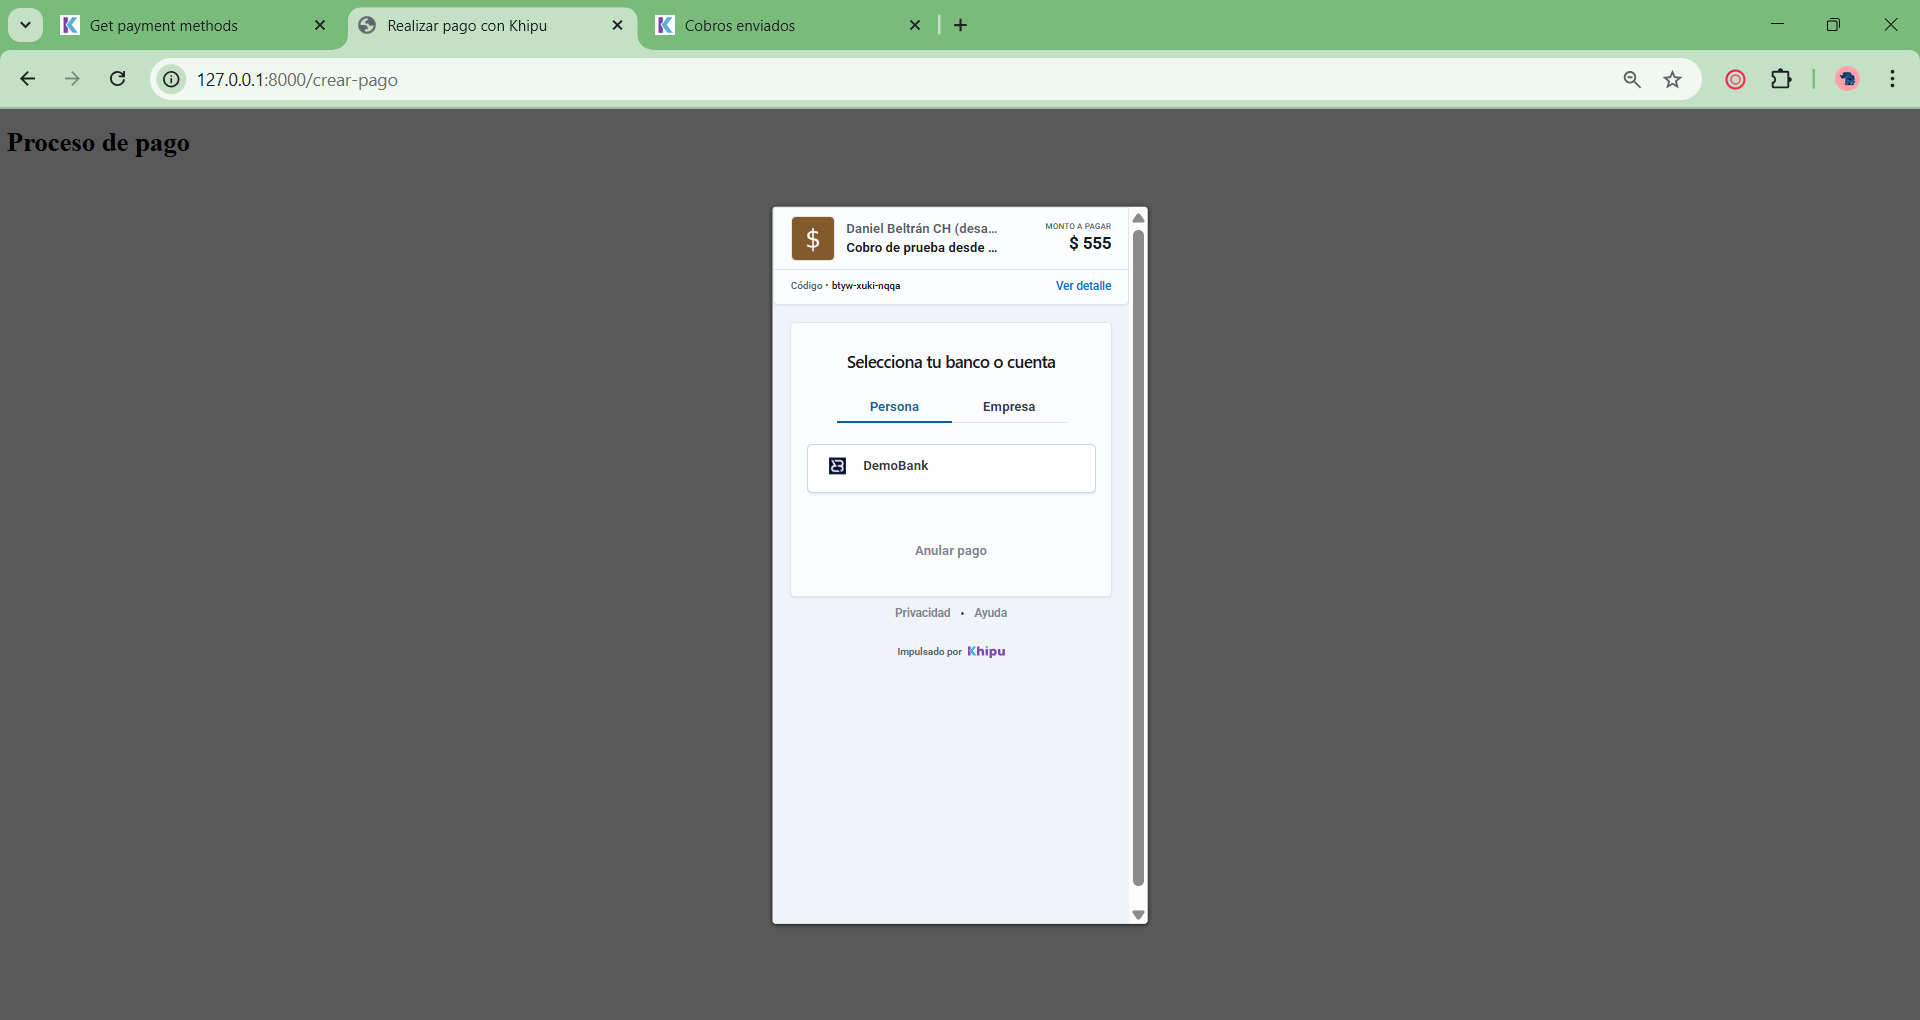 Get payment methods
Realizar pago con Khipu
Cobros enviados
127.0.0.1:8000/crear-pago
Proceso de pago
$
Daniel Beltrán CH (desa...
Cobro de prueba desde ...
MONTO A PAGAR
$ 555
Código • btyw-xuki-nqqa
Ver detalle
Selecciona tu banco o cuenta
Persona
Empresa
DemoBank
Anular pago
Privacidad • Ayuda
Impulsado por Khipu